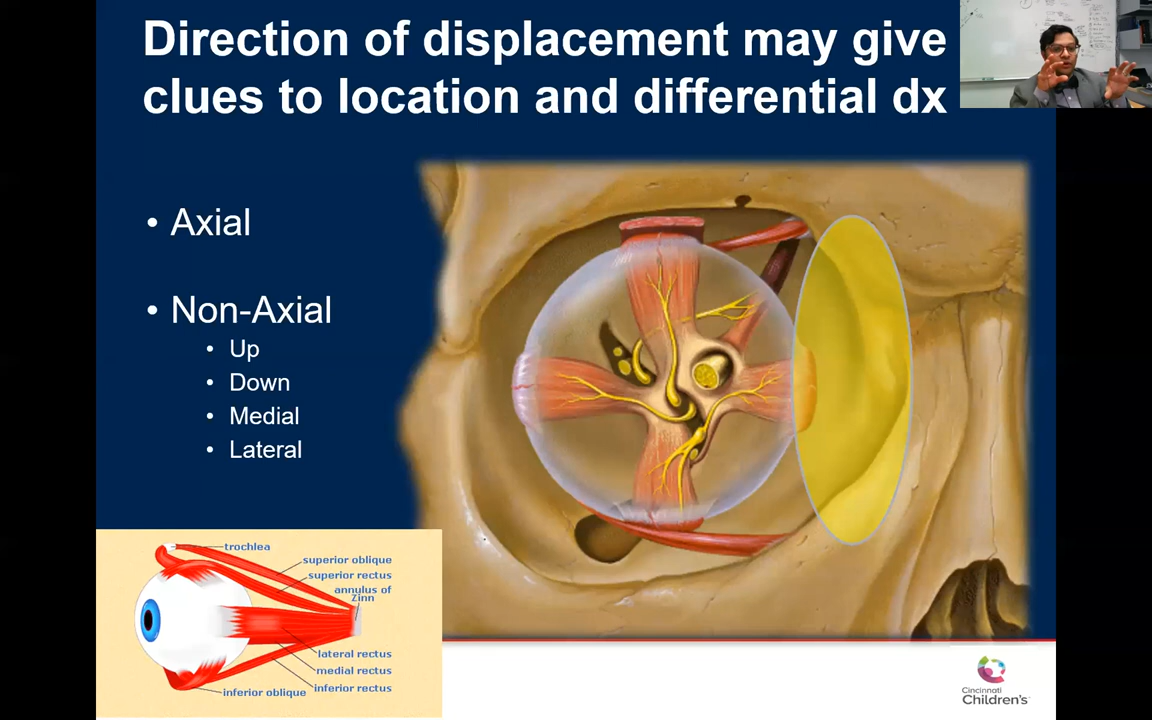 Direction of displacement may give
clues to location and differential dx
• Axial
• Non-Axial
• Up
• Down
• Medial
• Lateral
trochlea
superior oblique
superior rectus
annulus of
Zinn
lateral rectus
medial rectus
inferior rectus
inferior oblique
Cincinnati
Children's